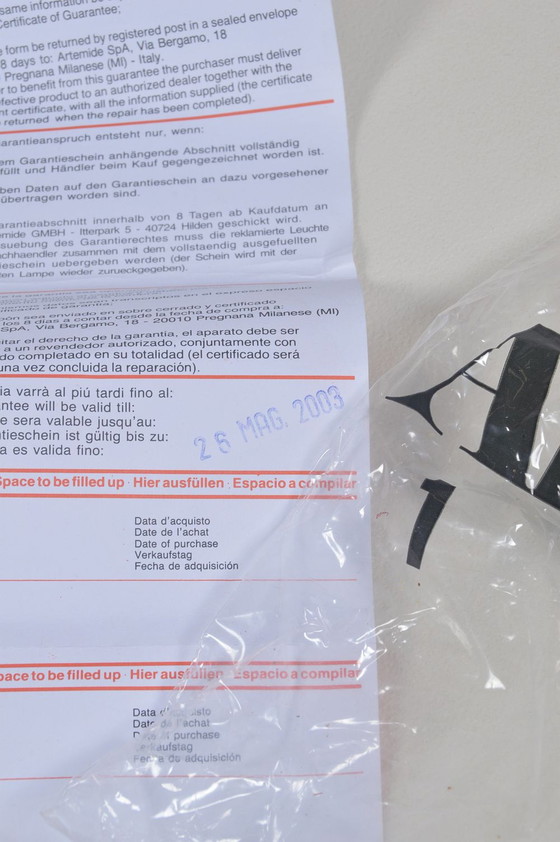 same information
Certificate of Guarantee;
e form be returned by registered post in a sealed envelope
8 days to: Artemide SpA, Via Bergamo, 18
Pregnana Milanese (MI) - Italy.
r to benefit from this guarantee the purchaser must deliver
efective product to an authorized dealer together with the
nt certificate, with all the information supplied (the certificate
returned when the repair has been completed).
arantieanspruch entsteht nur, wenn:
em Garantieschein anhängende Abschnitt vollständig
füllt und Händler beim Kauf gegengezeichnet worden ist.
ben Daten auf den Garantieschein an dazu vorgesehener
übertragen worden sind.
arantieabschnitt innerhalb von 8 Tagen ab Kaufdatum an
mide GMBH - Itterpark 5 - 40724 Hilden geschickt wird.
suebung des Garantierechtes muss die reklamierte Leuchte
chhaendler zusammen mit dem vollstaendig ausgefuellten
ieschein uebergeben werden (der Schein wird mit der
en Lampe wieder zurueckgegeben).
pón sea enviado en sobre cerrado y certificado
los 8 días a contar desde la fecha de compra a:
SpA, Via Bergamo, 18 - 20010 Pregnana Milanese (MI)
itar el derecho de la garantia, el aparato debe ser
a un revendedor autorizado, conjuntamente con
do completado en su totalidad (el certificado será
una vez concluida la reparación).
ia varrà al piú tardi fino al:
ntee will be valid till:
e sera valable jusqu'au:
tieschein ist gültig bis zu:
a es valida fino:
26 MAG. 2003
Space to be filled up · Hier ausfüllen · Espacio a compilar
Data d'acquisto
Date de l'achat
Date of purchase
Verkaufstag
Fecha de adquisición
pace to be filled up · Hier ausfüllen · Espacio a compilar
Data d'acquisto
Date de l'achat
Date of purchase
Verkaufstag
Fecha de adquisición
A
1